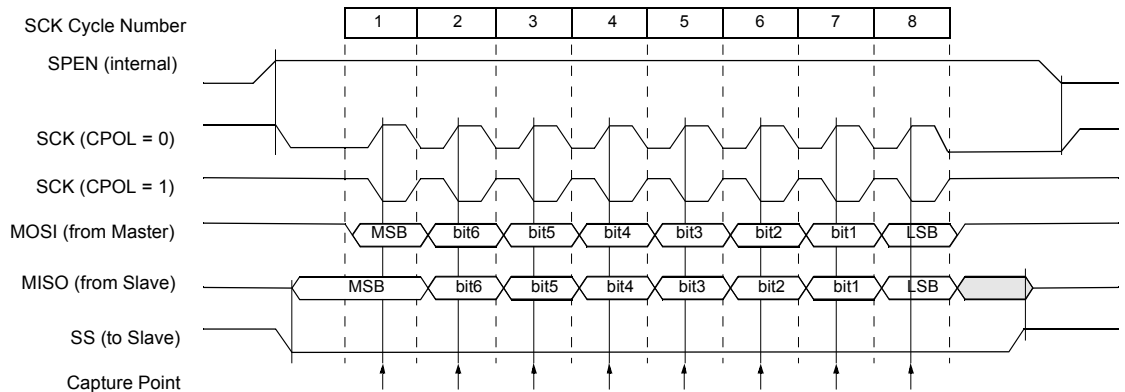 SCK Cycle Number 1 2 3 4 5 6 7 8
SPEN (internal)
SCK (CPOL = 0)
SCK (CPOL = 1)
MOSI (from Master) MSB bit6 bit5 bit4 bit3 bit2 bit1 LSB
MISO (from Slave) MSB bit6 bit5 bit4 bit3 bit2 bit1 LSB
SS (to Slave)
Capture Point